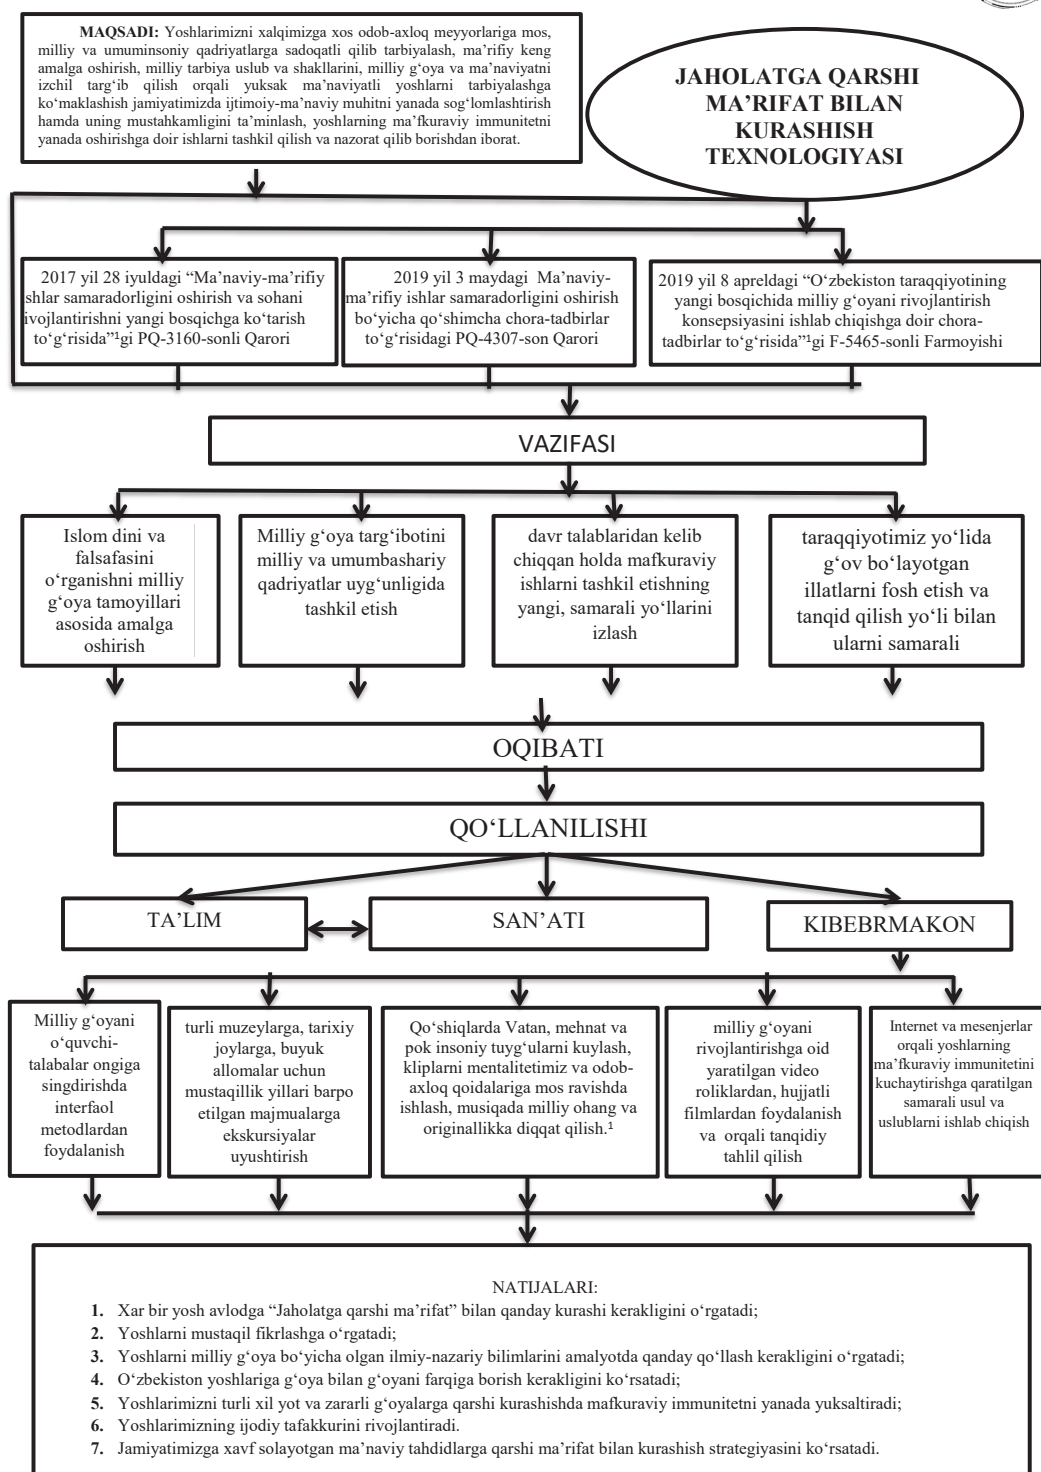 MAQSADI: Yoshlarimizni xalqimizga xos odob-axloq meyyorlariga mos,
milliy va umuminsoniy qadriyatlarga sadoqatli qilib tarbiyalash, ma’rifiy keng
amalga oshirish, milliy tarbiya uslub va shakllarini, milliy g‘oya va ma’naviyatni
izchil targ‘ib qilish orqali yuksak ma’naviyatli yoshlarni tarbiyalashga
ko‘maklashish jamiyatimizda ijtimoiy-ma’naviy muhitni yanada sog‘lomlashtirish
hamda uning mustahkamligini ta’minlash, yoshlarning ma’fkuraviy immunitetni
yanada oshirishga doir ishlarni tashkil qilish va nazorat qilib borishdan iborat.
JAHOLATGA QARSHI
MA’RIFAT BILAN
KURASHISH
TEXNOLOGIYASI
2017 yil 28 iyuldagi “Ma’naviy-ma’rifiy
shlar samaradorligini oshirish va sohani
ivojlantirishni yangi bosqichga ko‘tarish
to‘g‘risida”¹gi PQ-3160-sonli Qarori
2019 yil 3 maydagi Ma’naviy-
ma’rifiy ishlar samaradorligini oshirish
bo‘yicha qo‘shimcha chora-tadbirlar
to‘g‘risidagi PQ-4307-son Qarori
2019 yil 8 apreldagi “O‘zbekiston taraqqiyotining
yangi bosqichida milliy g‘oyani rivojlantirish
konsepsiyasini ishlab chiqishga doir chora-
tadbirlar to‘g‘risida”¹gi F-5465-sonli Farmoyishi
VAZIFASI
Islom dini va
falsafasini
o‘rganishni milliy
g‘oya tamoyillari
asosida amalga
oshirish
Milliy g‘oya targ‘ibotini
milliy va umumbashariy
qadriyatlar uyg‘unligida
tashkil etish
davr talablaridan kelib
chiqqan holda mafkuraviy
ishlarni tashkil etishning
yangi, samarali yo‘llarini
izlash
taraqqiyotimiz yo‘lida
g‘ov bo‘layotgan
illatlarni fosh etish va
tanqid qilish yo‘li bilan
ularni samarali
OQIBATI
QO‘LLANILISHI
TA’LIM
SAN’ATI
KIBEBRMAKON
Milliy g‘oyani
o‘quvchi-
talabalar ongiga
singdirishda
interfaol
metodlardan
foydalanish
turli muzeylarga, tarixiy
joylarga, buyuk
allomalar uchun
mustaqillik yillari barpo
etilgan majmualarga
ekskursiyalar
uyushtirish
Qo‘shiqlarda Vatan, mehnat va
pok insoniy tuyg‘ularni kuylash,
kliplarni mentalitetimiz va odob-
axloq qoidalariga mos ravishda
ishlash, musiqada milliy ohang va
originallikka diqqat qilish.¹
milliy g‘oyani
rivojlantirishga oid
yaratilgan video
roliklardan, hujjatli
filmlardan foydalanish
va orqali tanqidiy
tahlil qilish
Internet va mesenjerlar
orqali yoshlarning
ma’fkuraviy immunitetini
kuchaytirishga qaratilgan
samarali usul va
uslublarni ishlab chiqish
NATIJALARI:
1. Xar bir yosh avlodga “Jaholatga qarshi ma’rifat” bilan qanday kurashi kerakligini o‘rgatadi;
2. Yoshlarni mustaqil fikrlashga o‘rgatadi;
3. Yoshlarni milliy g‘oya bo‘yicha olgan ilmiy-nazariy bilimlarini amalyotda qanday qo‘llash kerakligini o‘rgatadi;
4. O‘zbekiston yoshlariga g‘oya bilan g‘oyani farqiga borish kerakligini ko‘rsatadi;
5. Yoshlarimizni turli xil yot va zararli g‘oyalarga qarshi kurashishda mafkuraviy immunitetni yanada yuksaltiradi;
6. Yoshlarimizning ijodiy tafakkurini rivojlantiradi.
7. Jamiyatimizga xavf solayotgan ma’naviy tahdidlarga qarshi ma’rifat bilan kurashish strategiyasini ko‘rsatadi.